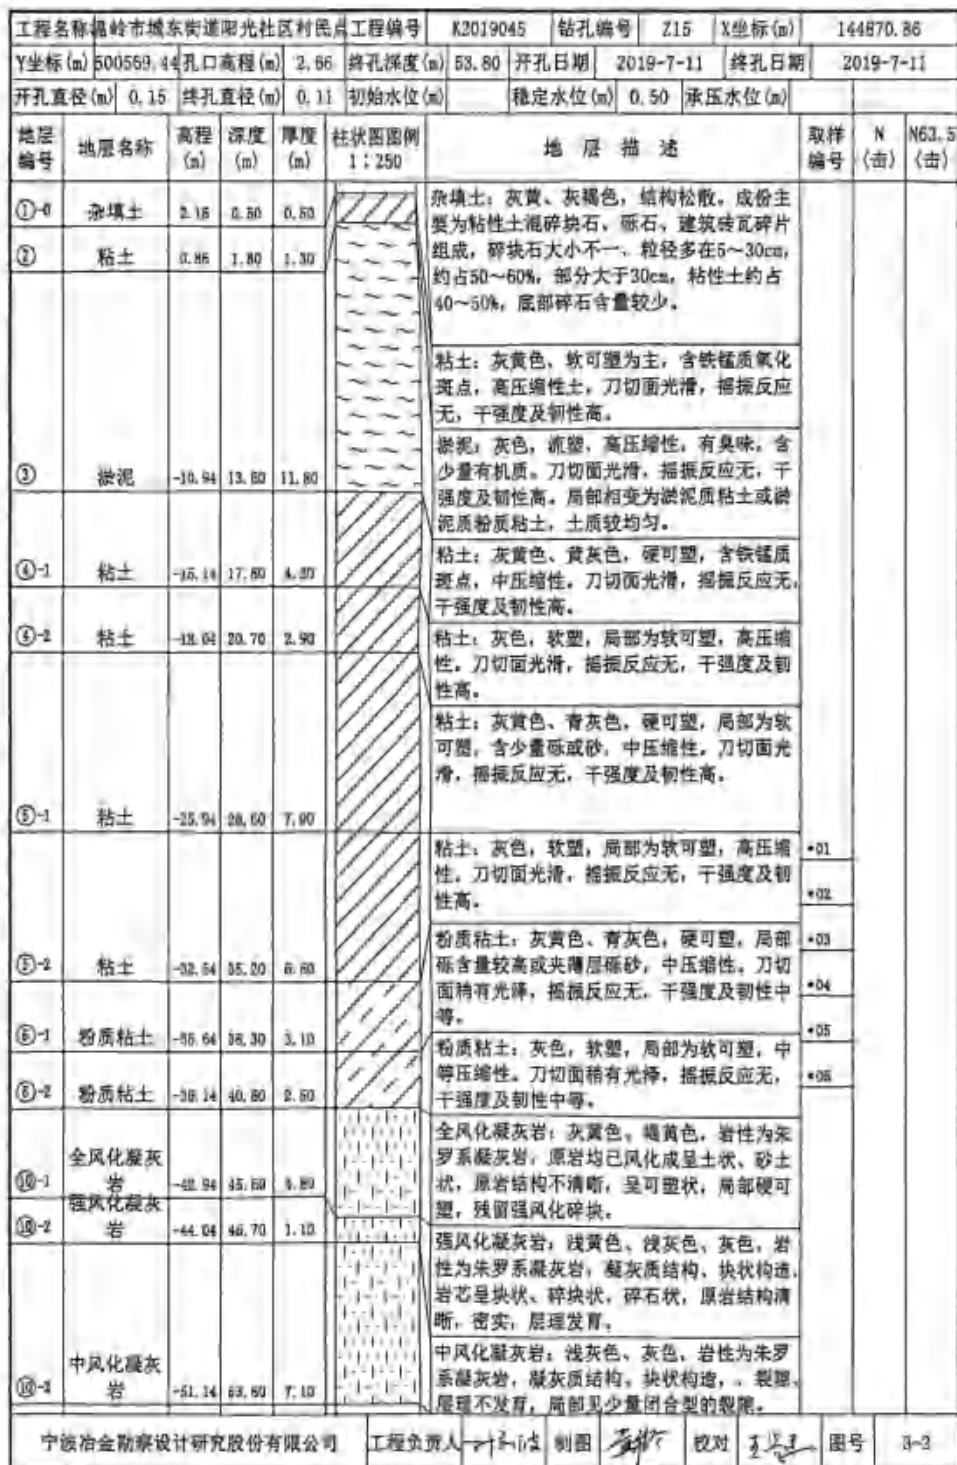 工程名称 温岭市城东街道阳光社区村民点 工程编号 K2019045 钻孔编号 Z15 X坐标(m) 144870.86
Y坐标(m) 500569.44 孔口高程(m) 2.66 终孔深度(m) 53.80 开孔日期 2019-7-11 终孔日期 2019-7-11
开孔直径(m) 0.15 终孔直径(m) 0.11 初始水位(m) 稳定水位(m) 0.50 承压水位(m)
地层编号 地层名称 高程(m) 深度(m) 厚度(m) 柱状图图例 1:250 地层描述 取样编号 N(击) N63.5(击)
①-0 杂填土 2.16 0.50 0.50
杂填土：灰黄、灰褐色，结构松散。成份主
要为粘性土混碎块石、砾石、建筑砖瓦碎片
组成，碎块石大小不一、粒径多在5～30cm，
约占50～60%，部分大于30cm，粘性土约占
40～50%，底部碎石含量较少。
② 粘土 0.86 1.80 1.30
粘土：灰黄色、软可塑为主，含铁锰质氧化
斑点，高压缩性土，刀切面光滑，摇振反应
无，干强度及韧性高。
③ 淤泥 -10.94 13.60 11.80
淤泥：灰色，流塑，高压缩性，有臭味，含
少量有机质。刀切面光滑，摇振反应无，干
强度及韧性高。局部相变为淤泥质粘土或淤
泥质粉质粘土，土质较均匀。
④-1 粘土 -15.14 17.80 4.20
粘土：灰黄色、黄灰色，硬可塑，含铁锰质
斑点，中压缩性，刀切面光滑，摇振反应无，
干强度及韧性高。
④-2 粘土 -18.04 20.70 2.90
粘土：灰色，软塑，局部为软可塑，高压缩
性，刀切面光滑，摇振反应无，干强度及韧
性高。
⑤-1 粘土 -25.94 28.60 7.90
粘土：灰黄色、青灰色，硬可塑，局部为软
可塑，含少量砾或砂，中压缩性，刀切面光
滑，摇振反应无，干强度及韧性高。
⑤-2 粘土 -32.54 35.20 6.60
粘土：灰色，软塑，局部为软可塑，高压缩
性，刀切面光滑，摇振反应无，干强度及韧
性高。
⑥-1 粉质粘土 -35.64 38.30 3.10
粉质粘土：灰黄色、青灰色，硬可塑，局部
砾含量较高或夹薄层砾砂，中压缩性。刀切
面稍有光泽，摇振反应无，干强度及韧性中
等。
⑥-2 粉质粘土 -38.14 40.80 2.50
粉质粘土：灰色，软塑，局部为软可塑，中
等压缩性。刀切面稍有光择，摇振反应无，
干强度及韧性中等。
⑩-1 全风化凝灰岩 -42.94 45.60 4.80
全风化凝灰岩：灰黄色、褐黄色，岩性为朱
罗系凝灰岩，原岩均已风化成呈土状、砂土
状，原岩结构不清晰，呈可塑状，局部硬可
塑，残留强风化碎块。
⑩-2 强风化凝灰岩 -44.04 46.70 1.10
强风化凝灰岩：浅黄色、浅灰色、灰色，岩
性为朱罗系凝灰岩，凝灰质结构、块状构造，
岩芯呈块状、碎块状，碎石状，原岩结构清
晰，密实，层理发育。
中风化凝灰岩 -51.14 53.80 7.10
中风化凝灰岩：浅灰色、灰色，岩性为朱罗
系凝灰岩，凝灰质结构、块状构造，、裂隙、
层理不发育，局部见少量闭合型的裂隙。
•01
•02
•03
•04
•05
•06
宁波冶金勘察设计研究股份有限公司 工程负责人 制图 校对 图号 3-2